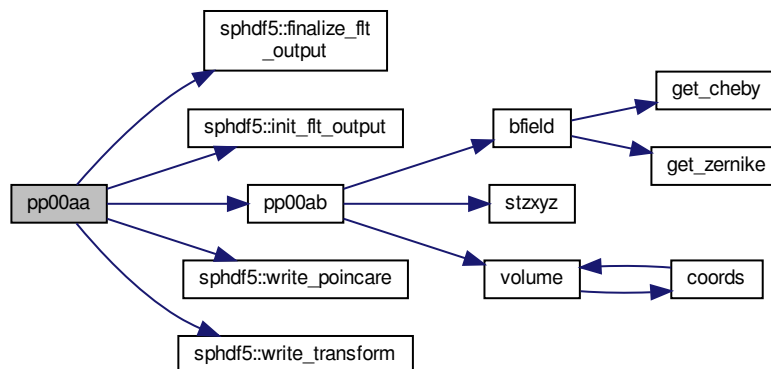 sphdf5::finalize_flt
_output
get_cheby
sphdf5::init_flt_output
bfield
get_zernike
pp00aa
pp00ab
stzxyz
sphdf5::write_poincare
volume
coords
sphdf5::write_transform